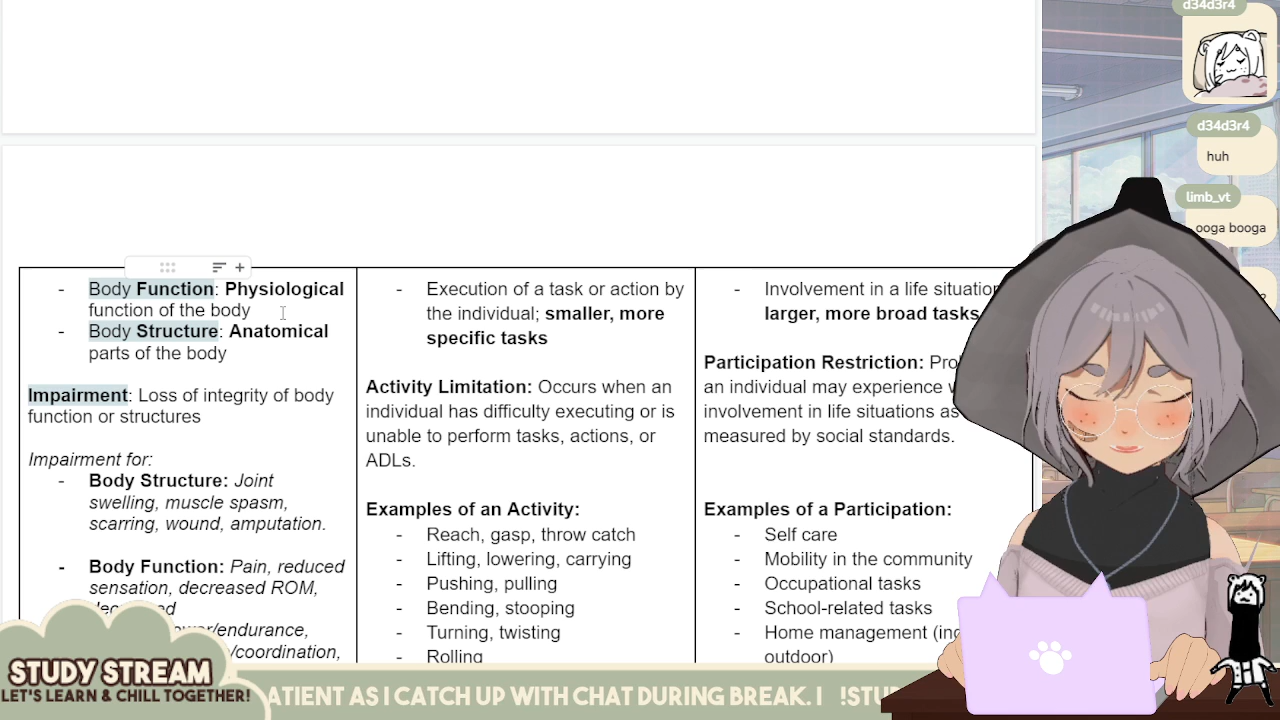 - Body Function: Physiological
function of the body
- Body Structure: Anatomical
parts of the body
Impairment: Loss of integrity of body
function or structures
Impairment for:
- Body Structure: Joint
swelling, muscle spasm,
scarring, wound, amputation.
- Body Function: Pain, reduced
sensation, decreased ROM,
/endurance,
/coordination,
- Execution of a task or action by
the individual; smaller, more
specific tasks
Activity Limitation: Occurs when an
individual has difficulty executing or is
unable to perform tasks, actions, or
ADLs.
Examples of an Activity:
- Reach, gasp, throw catch
- Lifting, lowering, carrying
- Pushing, pulling
- Bending, stooping
- Turning, twisting
- Rolling
- Involvement in a life situation
larger, more broad tasks
Participation Restriction:
an individual may experience
involvement in life situations as
measured by social standards.
Examples of a Participation:
- Self care
- Mobility in the community
- Occupational tasks
- School-related tasks
- Home management
outdoor)
d34d3r4
d34d3r4
huh
limb_vt
ooga booga
STUDY STREAM
LET'S LEARN & CHILL TOGETHER!
ATIENT AS I CATCH UP WITH CHAT DURING BREAK. I !STU